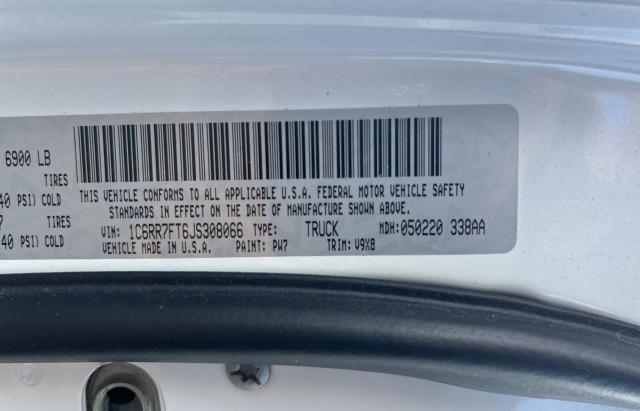 6900 LB
TIRES
40 PSI) COLD
7 TIRES
40 PSI) COLD
THIS VEHICLE CONFORMS TO ALL APPLICABLE U.S.A. FEDERAL MOTOR VEHICLE SAFETY
STANDARDS IN EFFECT ON THE DATE OF MANUFACTURE SHOWN ABOVE.
VIN: 1C6RR7FT6JS308066 TYPE: TRUCK MDH: 050220 338AA
VEHICLE MADE IN U.S.A. PAINT: PW7 TRIM: V9X8